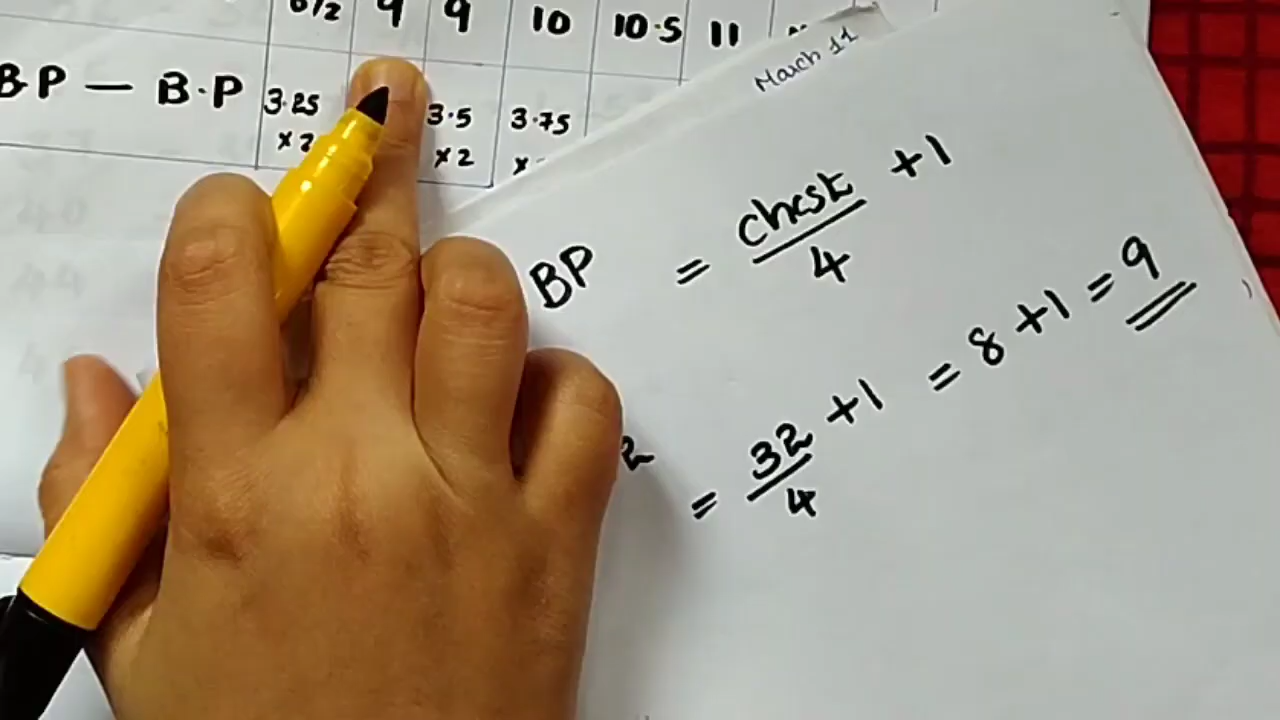 9 9 10 10.5 11
BP — B.P 3.25 3.5 3.75
×2 ×2 ×
March 11
BP = chest/4 +1
2 = 32/4 +1 = 8 +1 = 9